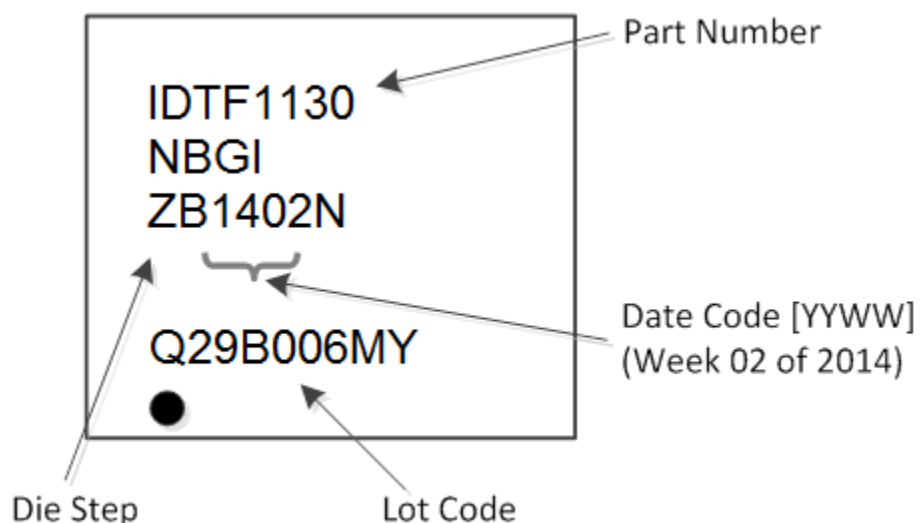 Part Number
IDTF1130
NBGI
ZB1402N
Date Code [YYWW]
(Week 02 of 2014)
Q29B006MY
Die Step
Lot Code